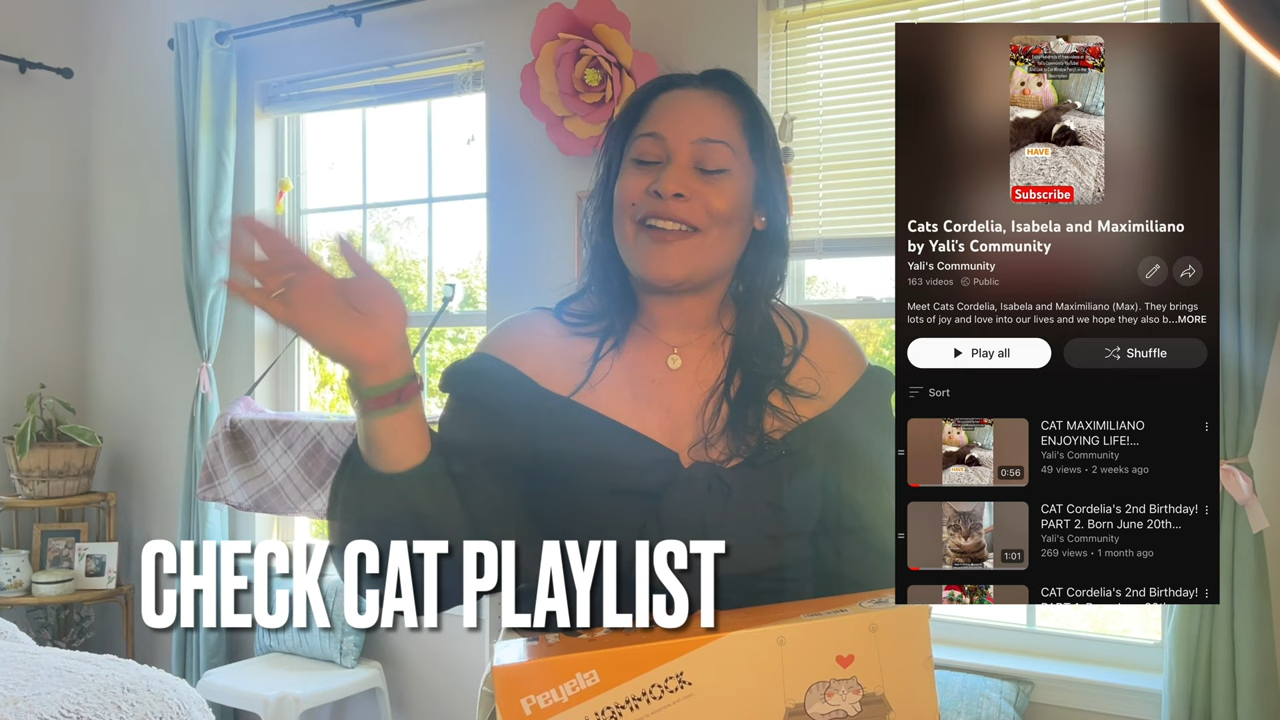 HAVE
Subscribe
Cats Cordelia, Isabela and Maximiliano
by Yali's Community
Yali's Community
163 videos • Public
Meet Cats Cordelia, Isabela and Maximiliano (Max). They brings
lots of joy and love into our lives and we hope they also b...MORE
Play all
Shuffle
Sort
CAT MAXIMILIANO
ENJOYING LIFE!...
Yali's Community
49 views • 2 weeks ago
0:56
CAT Cordelia's 2nd Birthday!
PART 2. Born June 20th...
Yali's Community
269 views • 1 month ago
1:01
CAT Cordelia's 2nd Birthday!
CHECK CAT PLAYLIST
Peyela
HAMMOCK